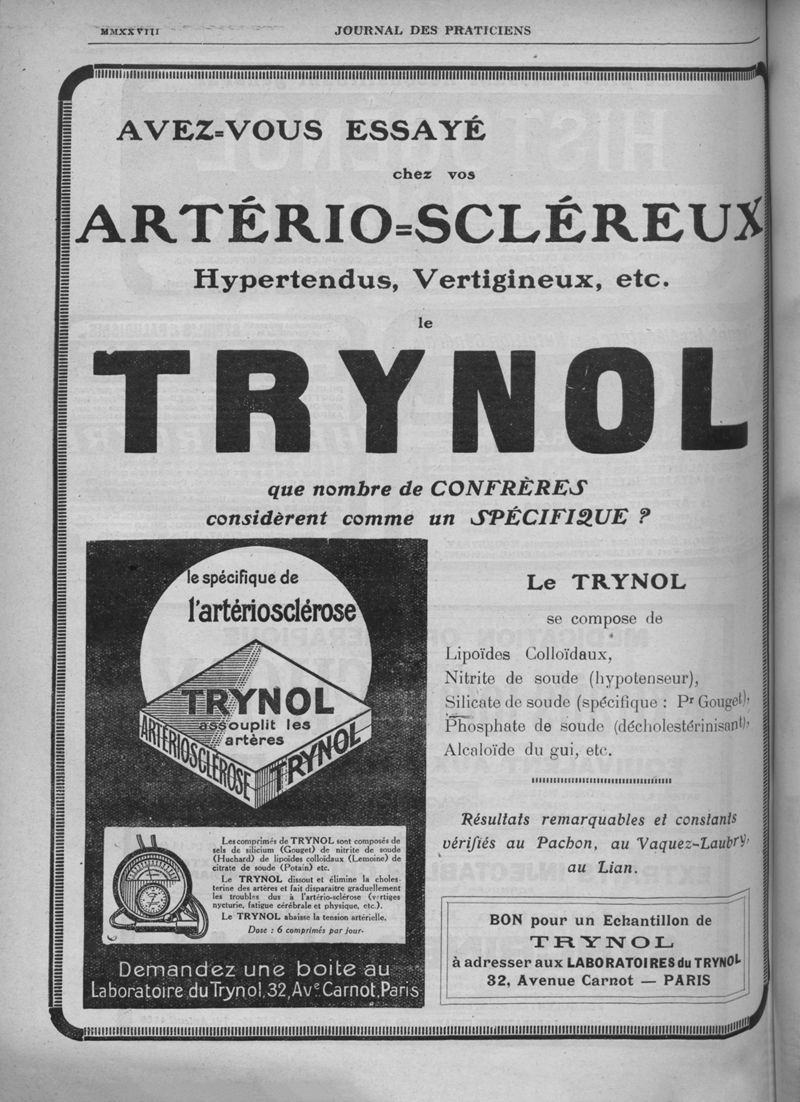 MMXXVIII
JOURNAL DES PRATICIENS
AVEZ=VOUS ESSAYÉ
chez vos
ARTÉRIO=SCLÉREUX
Hypertendus, Vertigineux, etc.
le
TRYNOL
que nombre de CONFRÈRES
considèrent comme un SPÉCIFIQUE ?
le spécifique de
l'artériosclérose
TRYNOL
assouplit les
artères
ARTÉRIOSCLÉROSE
TRYNOL
Les comprimés de TRYNOL sont composés de
sels de silicium (Gouget) de nitrite de soude
(Huchard) de lipoïdes colloïdaux (Lemoine) de
citrate de soude (Potain) etc.
Le TRYNOL dissout et élimine la choles-
terine des artères et fait disparaitre graduellement
les troubles dus à l'artério-sclérose (vertiges
nycturie, fatigue cérébrale et physique, etc.).
Le TRYNOL abaisse la tension artérielle.
Dose : 6 comprimés par jour-
Demandez une boite au
Laboratoire du Trynol, 32, Ave. Carnot, Paris
Le TRYNOL
se compose de
Lipoïdes Colloïdaux,
Nitrite de soude (hypotenseur),
Silicate de soude (spécifique : Pr Gouget),
Phosphate de soude (décholestérinisant),
Alcaloïde du gui, etc.
Résultats remarquables et constants
vérifiés au Pachon, au Vaquez-Laubry,
au Lian.
BON pour un Echantillon de
TRYNOL
à adresser aux LABORATOIRES du TRYNOL
32, Avenue Carnot — PARIS